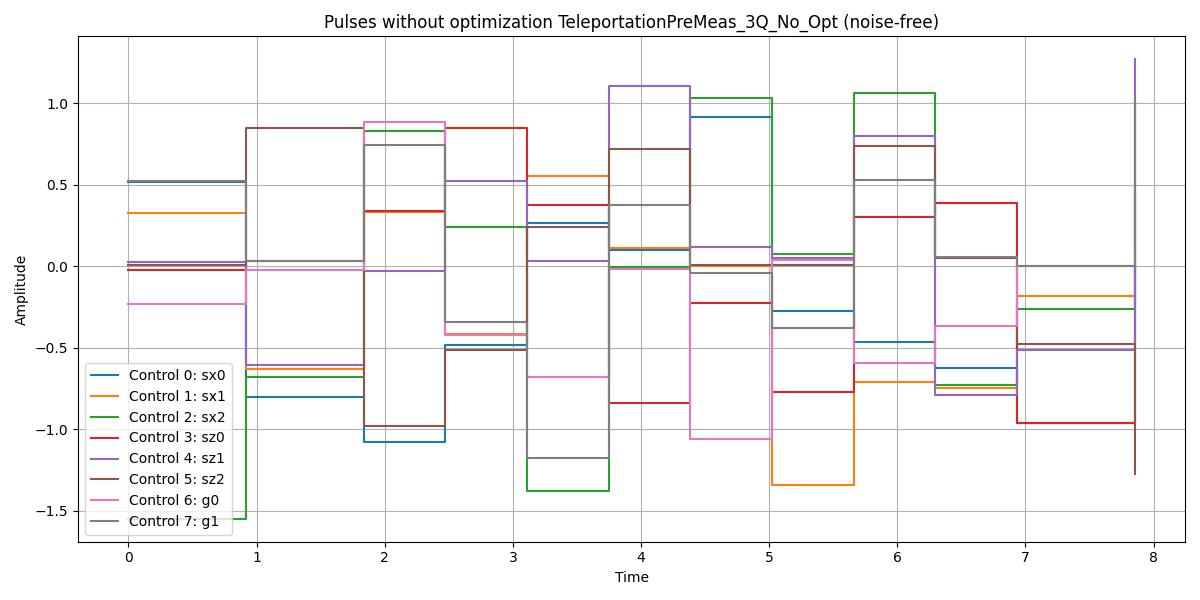 Pulses without optimization TeleportationPreMeas_3Q_No_Opt (noise-free)
Amplitude
1.0
0.5
0.0
−0.5
−1.0
−1.5
Control 0: sx0
Control 1: sx1
Control 2: sx2
Control 3: sz0
Control 4: sz1
Control 5: sz2
Control 6: g0
Control 7: g1
0 1 2 3 4 5 6 7 8
Time